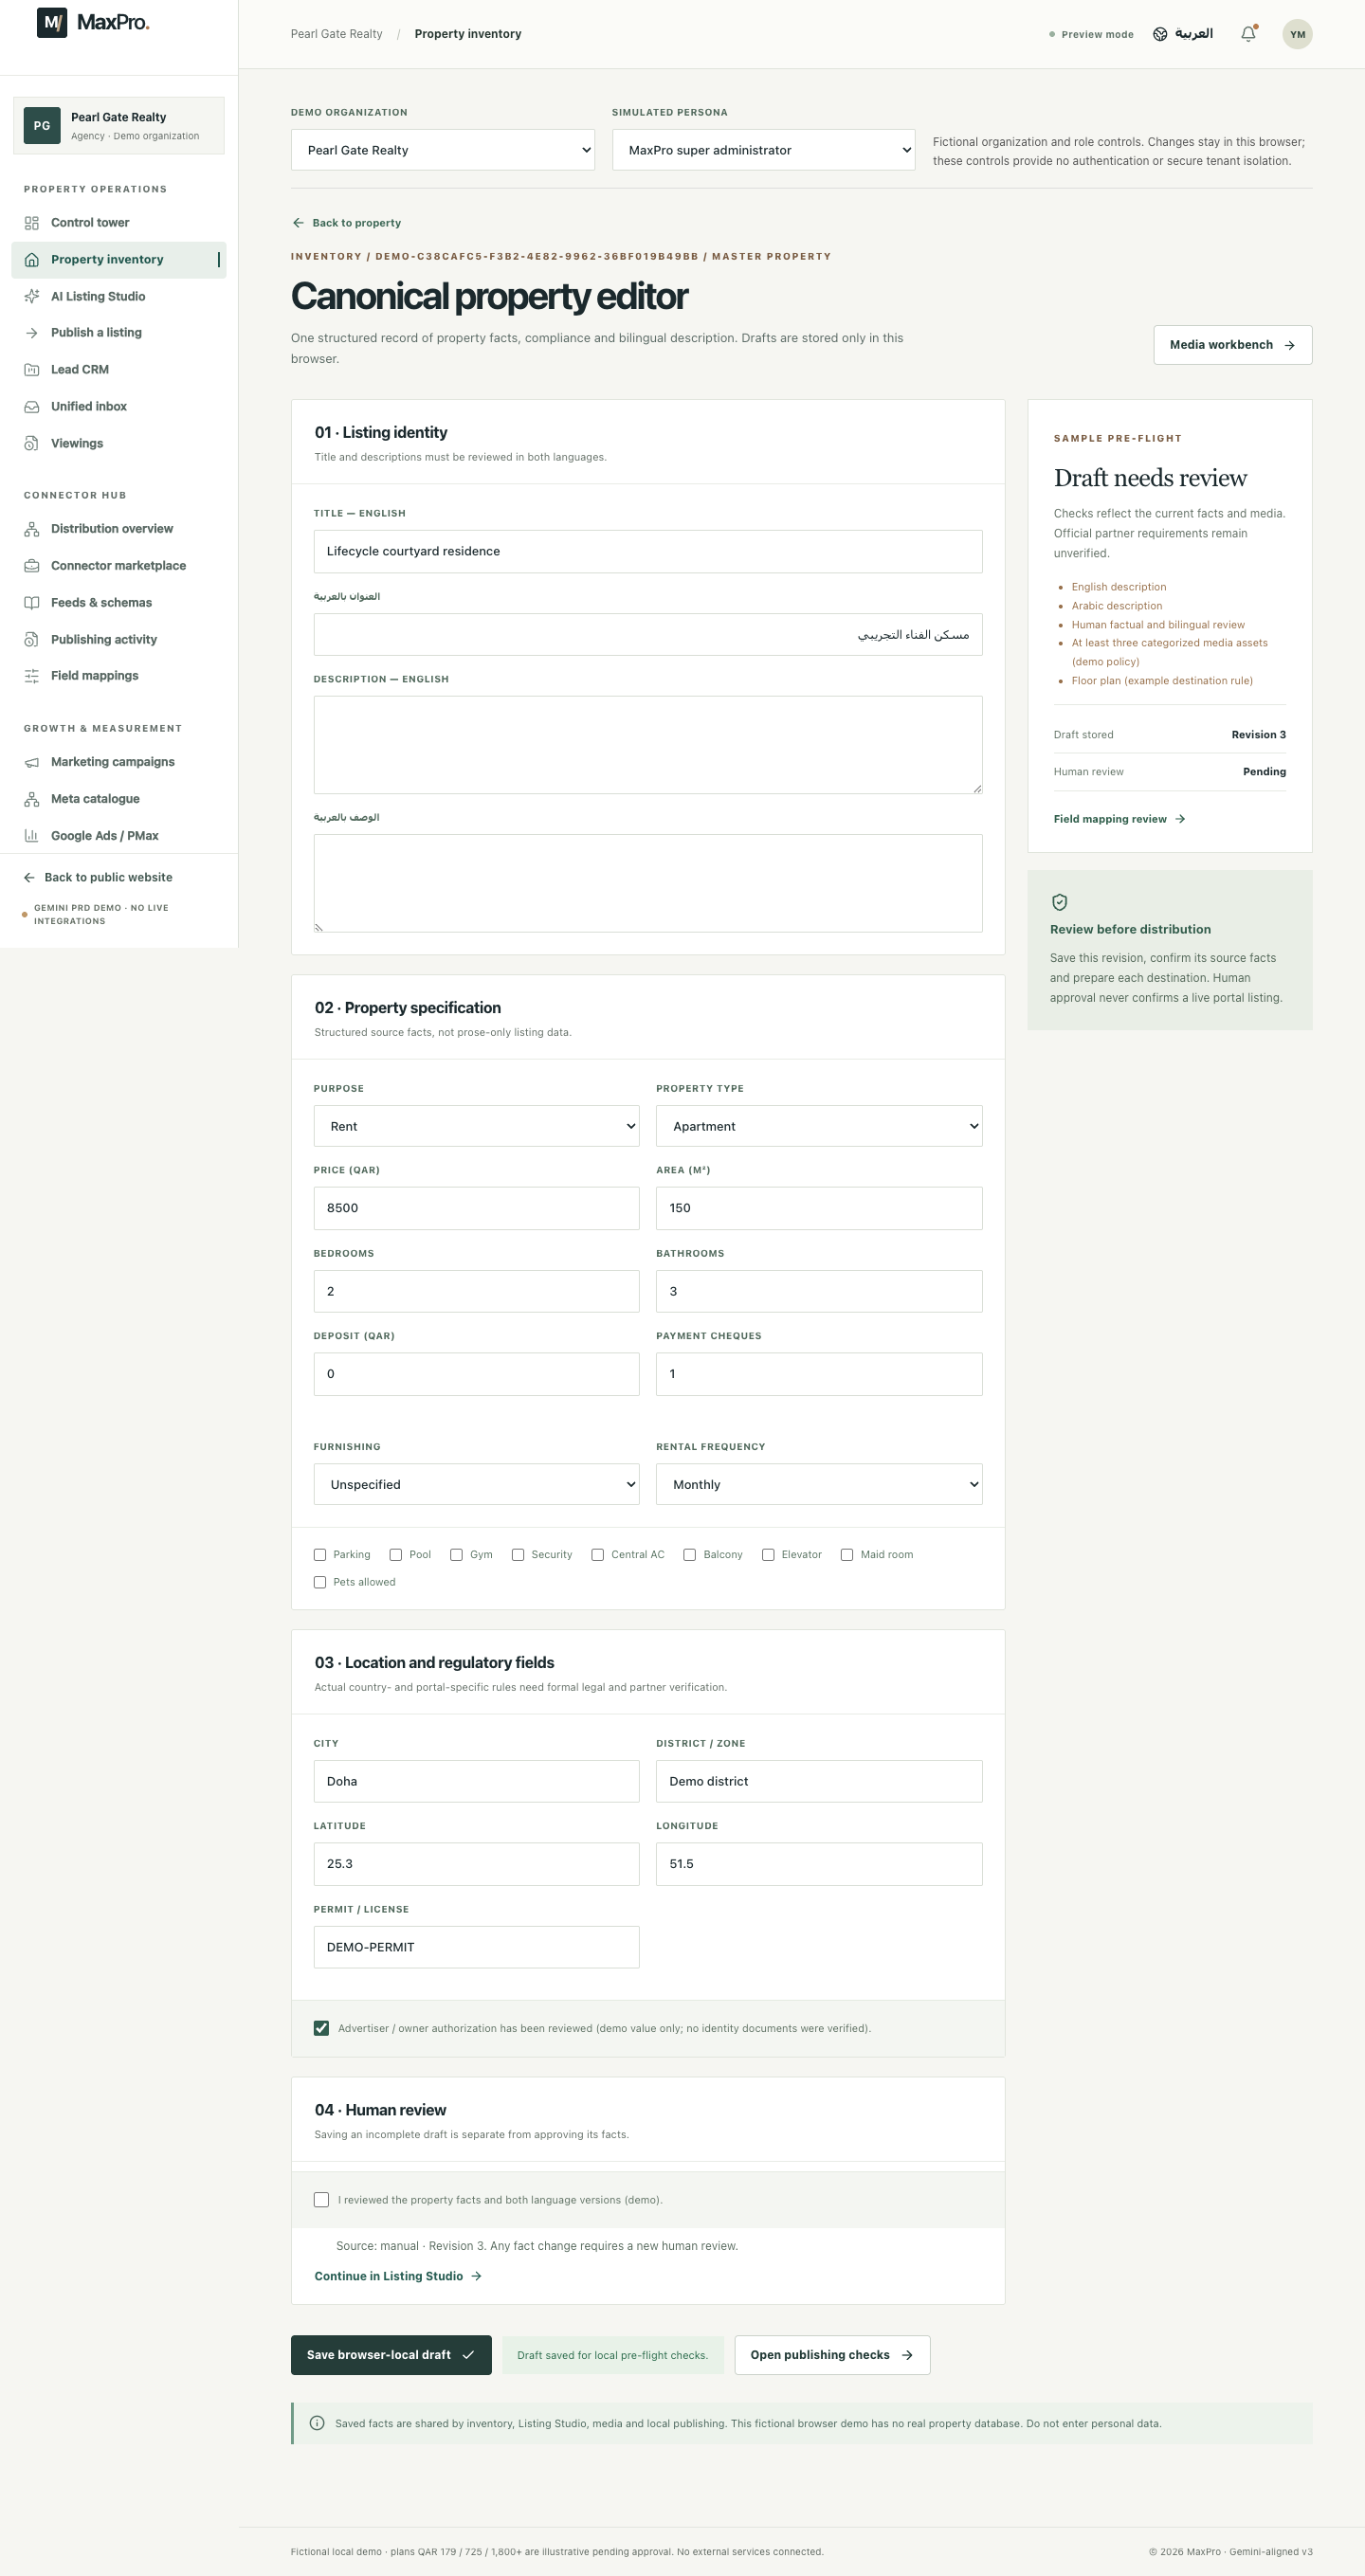 M/ MaxPro.
PG
Pearl Gate Realty
Agency · Demo organization
PROPERTY OPERATIONS
Control tower
Property inventory
AI Listing Studio
Publish a listing
Lead CRM
Unified inbox
Viewings
CONNECTOR HUB
Distribution overview
Connector marketplace
Feeds & schemas
Publishing activity
Field mappings
GROWTH & MEASUREMENT
Marketing campaigns
Meta catalogue
Google Ads / PMax
Back to public website
GEMINI PRD DEMO · NO LIVE
INTEGRATIONS
Pearl Gate Realty / Property inventory
Preview mode
العربية
YM
DEMO ORGANIZATION
Pearl Gate Realty
SIMULATED PERSONA
MaxPro super administrator
Fictional organization and role controls. Changes stay in this browser;
these controls provide no authentication or secure tenant isolation.
Back to property
INVENTORY / DEMO-C38CAFC5-F3B2-4E82-9962-36BF019B49BB / MASTER PROPERTY
Canonical property editor
One structured record of property facts, compliance and bilingual description. Drafts are stored only in this
browser.
Media workbench
01 · Listing identity
Title and descriptions must be reviewed in both languages.
TITLE — ENGLISH
Lifecycle courtyard residence
العنوان بالعربية
مسكن الفناء التجريبي
DESCRIPTION — ENGLISH
الوصف بالعربية
SAMPLE PRE-FLIGHT
Draft needs review
Checks reflect the current facts and media.
Official partner requirements remain
unverified.
English description
Arabic description
Human factual and bilingual review
At least three categorized media assets
(demo policy)
Floor plan (example destination rule)
Draft stored Revision 3
Human review Pending
Field mapping review
Review before distribution
Save this revision, confirm its source facts
and prepare each destination. Human
approval never confirms a live portal listing.
02 · Property specification
Structured source facts, not prose-only listing data.
PURPOSE PROPERTY TYPE
Rent Apartment
PRICE (QAR) AREA (M²)
8500 150
BEDROOMS BATHROOMS
2 3
DEPOSIT (QAR) PAYMENT CHEQUES
0 1
FURNISHING RENTAL FREQUENCY
Unspecified Monthly
Parking Pool Gym Security Central AC Balcony Elevator Maid room
Pets allowed
03 · Location and regulatory fields
Actual country- and portal-specific rules need formal legal and partner verification.
CITY DISTRICT / ZONE
Doha Demo district
LATITUDE LONGITUDE
25.3 51.5
PERMIT / LICENSE
DEMO-PERMIT
Advertiser / owner authorization has been reviewed (demo value only; no identity documents were verified).
04 · Human review
Saving an incomplete draft is separate from approving its facts.
I reviewed the property facts and both language versions (demo).
Source: manual · Revision 3. Any fact change requires a new human review.
Continue in Listing Studio
Save browser-local draft
Draft saved for local pre-flight checks.
Open publishing checks
Saved facts are shared by inventory, Listing Studio, media and local publishing. This fictional browser demo has no real property database. Do not enter personal data.
Fictional local demo · plans QAR 179 / 725 / 1,800+ are illustrative pending approval. No external services connected.
© 2026 MaxPro · Gemini-aligned v3